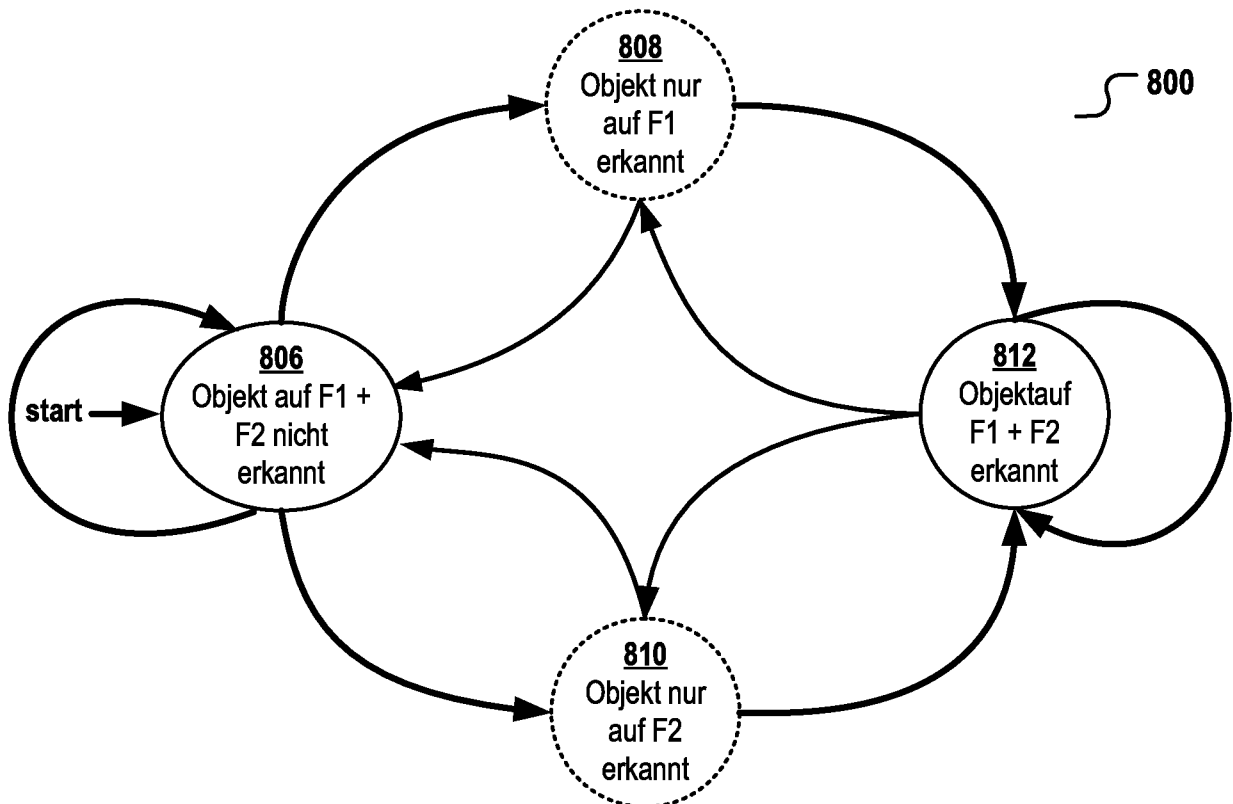 808
Objekt nur
auf F1
erkannt
800
806
Objekt auf F1 +
F2 nicht
erkannt
start
812
Objektauf
F1 + F2
erkannt
810
Objekt nur
auf F2
erkannt